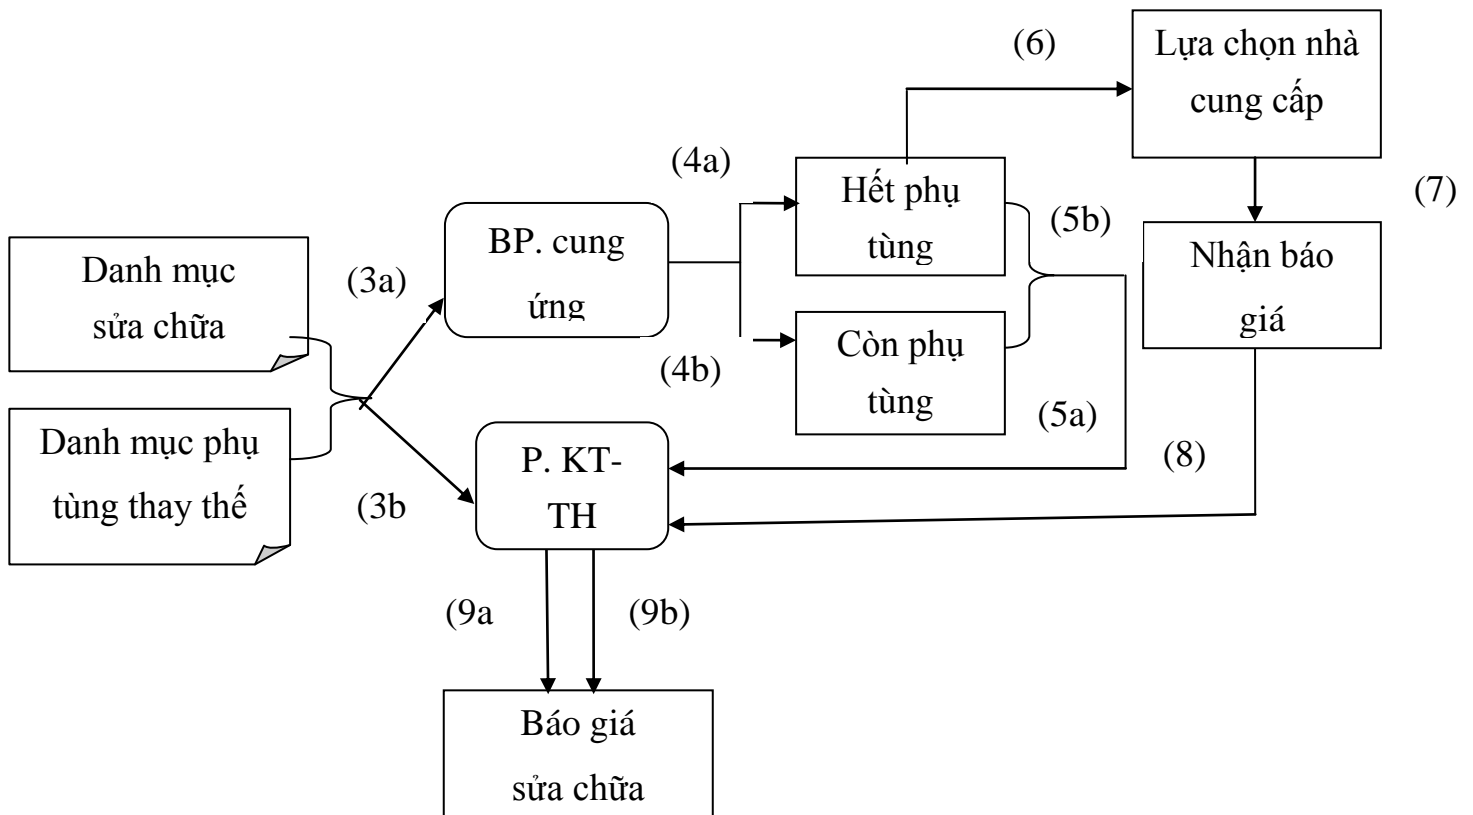 (6)
Lựa chọn nhà
cung cấp
(4a)
Hết phụ
tùng
(5b)
(7)
BP. cung
ứng
Nhận báo
giá
Danh mục
sửa chữa
(3a)
(4b)
Còn phụ
tùng
(5a)
Danh mục phụ
tùng thay thế
(3b
P. KT-
TH
(8)
(9a
(9b)
Báo giá
sửa chữa